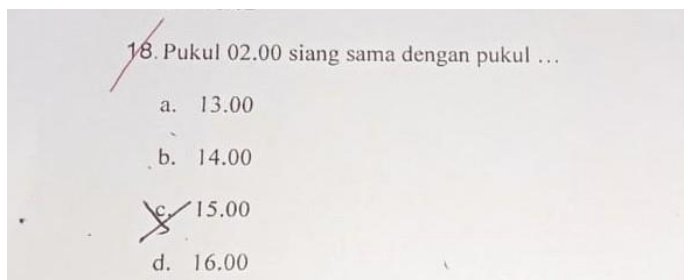 18. Pukul 02.00 siang sama dengan pukul ...
a. 13.00
b. 14.00
c. 15.00
d. 16.00